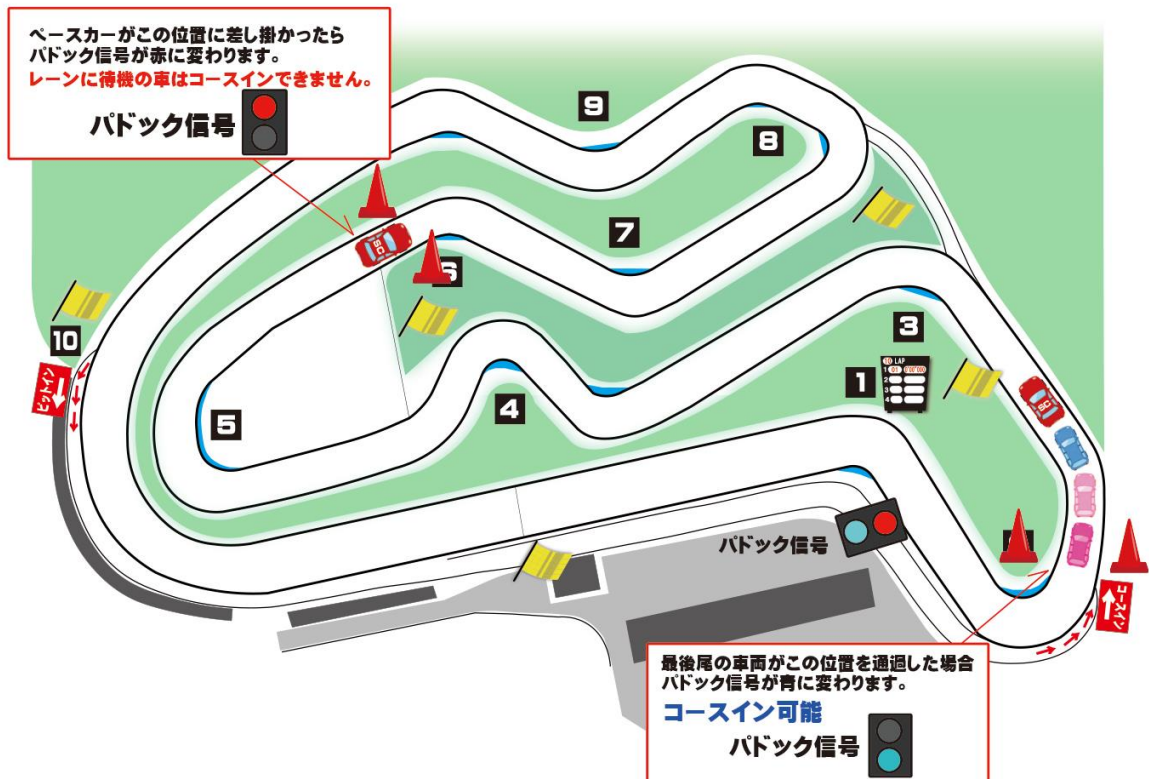 ペースカーがこの位置に差し掛かったら
パドック信号が赤に変わります。
レーンに待機の車はコースインできません。
パドック信号
9
8
7
SC
6
10
ピットイン
5
4
3
1
LAP
SC
パドック信号
コースイン
最後尾の車両がこの位置を通過した場合
パドック信号が青に変わります。
コースイン可能
パドック信号